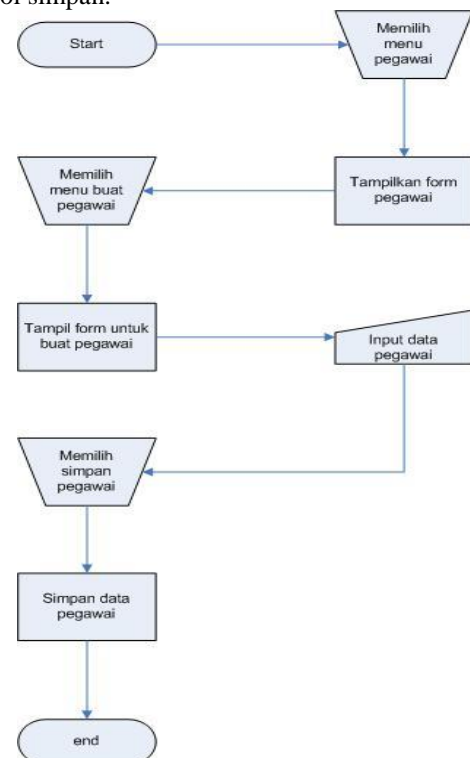 simpan.
Start
Memilih
menu
pegawai
Tampilkan form
pegawai
Memilih
menu buat
pegawai
Tampil form untuk
buat pegawai
Input data
pegawai
Memilih
simpan
pegawai
Simpan data
pegawai
end